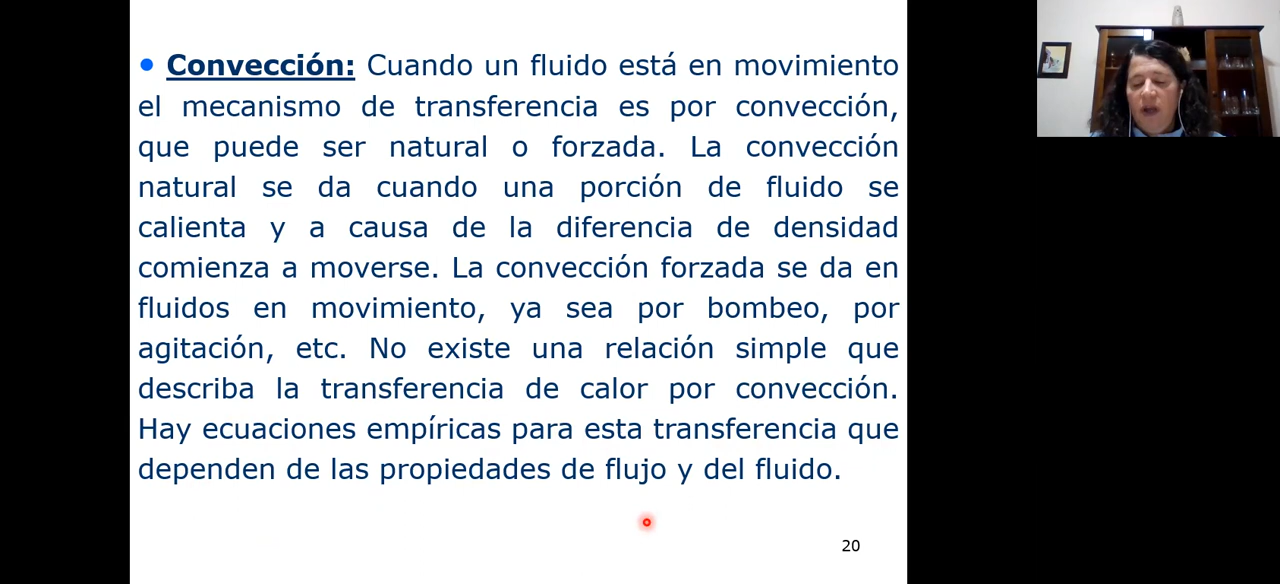 • Convección: Cuando un fluido está en movimiento
el mecanismo de transferencia es por convección,
que puede ser natural o forzada. La convección
natural se da cuando una porción de fluido se
calienta y a causa de la diferencia de densidad
comienza a moverse. La convección forzada se da en
fluidos en movimiento, ya sea por bombeo, por
agitación, etc. No existe una relación simple que
describa la transferencia de calor por convección.
Hay ecuaciones empíricas para esta transferencia que
dependen de las propiedades de flujo y del fluido.
20